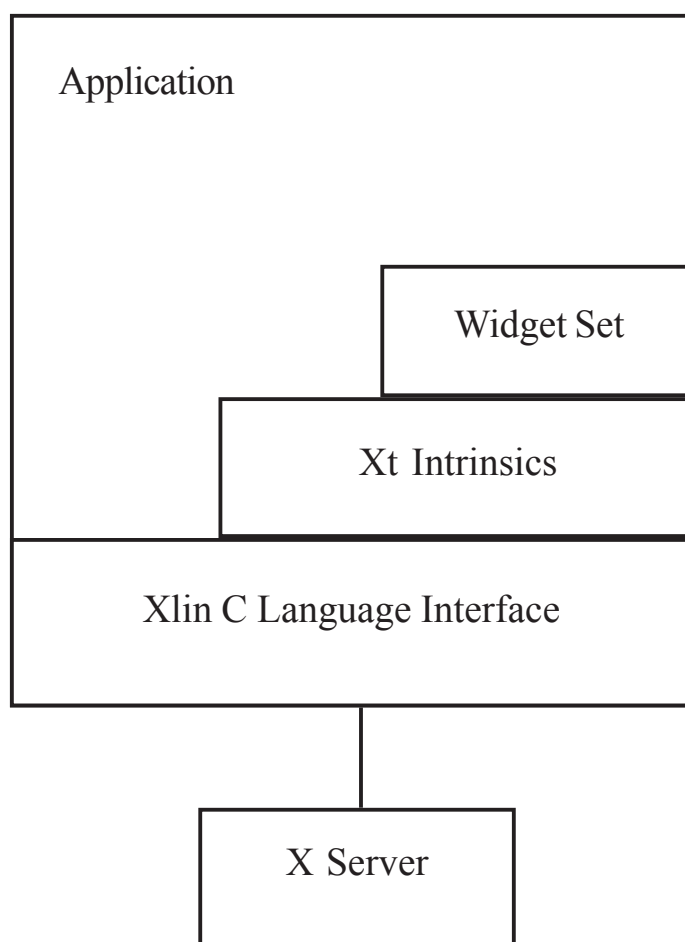 Application
Widget Set
Xt Intrinsics
Xlin C Language Interface
X Server